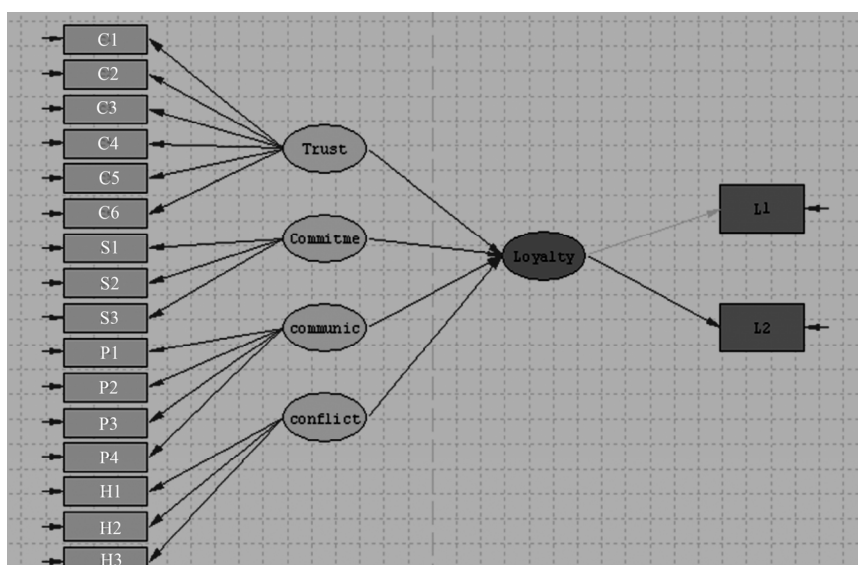 C1
C2
C3
C4
C5
C6
S1
S2
S3
P1
P2
P3
P4
H1
H2
H3
Trust
Commitme
communic
conflict
Loyalty
L1
L2